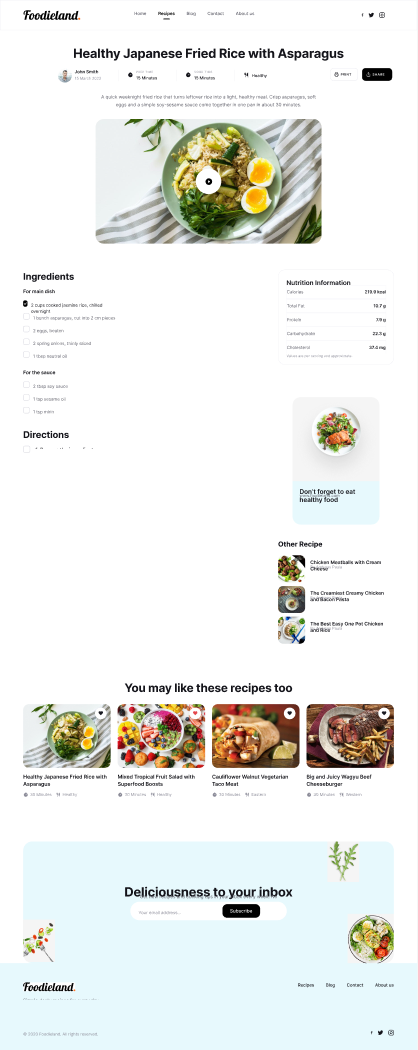 Foodieland.
Home Recipes Blog Contact About us
Healthy Japanese Fried Rice with Asparagus
John Smith
15 Minutes
15 Minutes
Healthy
PRINT
SHARE
A quick weeknight fried rice that turns leftover rice into a light, healthy meal. Crisp asparagus, soft
eggs and a simple soy-sesame sauce come together in one pan in about 30 minutes.
Ingredients
For main dish
2 cups cooked jasmine rice, chilled
overnight
1 bunch asparagus, cut into 2 cm pieces
2 eggs, beaten
2 spring onions, thinly sliced
1 tbsp neutral oil
For the sauce
2 tbsp soy sauce
1 tsp sesame oil
1 tsp mirin
Directions
Nutrition Information
Calories 219.9 kcal
Total Fat 10.7 g
Protein 7.9 g
Carbohydrate 22.3 g
Cholesterol 37.4 mg
Don't forget to eat
healthy food
Other Recipe
Chicken Meatballs with Cream
Cheese
The Creamiest Creamy Chicken
and Bacon Pasta
The Best Easy One Pot Chicken
and Rice
You may like these recipes too
Healthy Japanese Fried Rice with
Asparagus
30 Minutes Healthy
Mixed Tropical Fruit Salad with
Superfood Boosts
10 Minutes Healthy
Cauliflower Walnut Vegetarian
Taco Meat
30 Minutes Eastern
Big and Juicy Wagyu Beef
Cheeseburger
30 Minutes Western
Deliciousness to your inbox
Your email address...
Subscribe
Foodieland.
Recipes Blog Contact About us
Foodieland. All rights reserved.